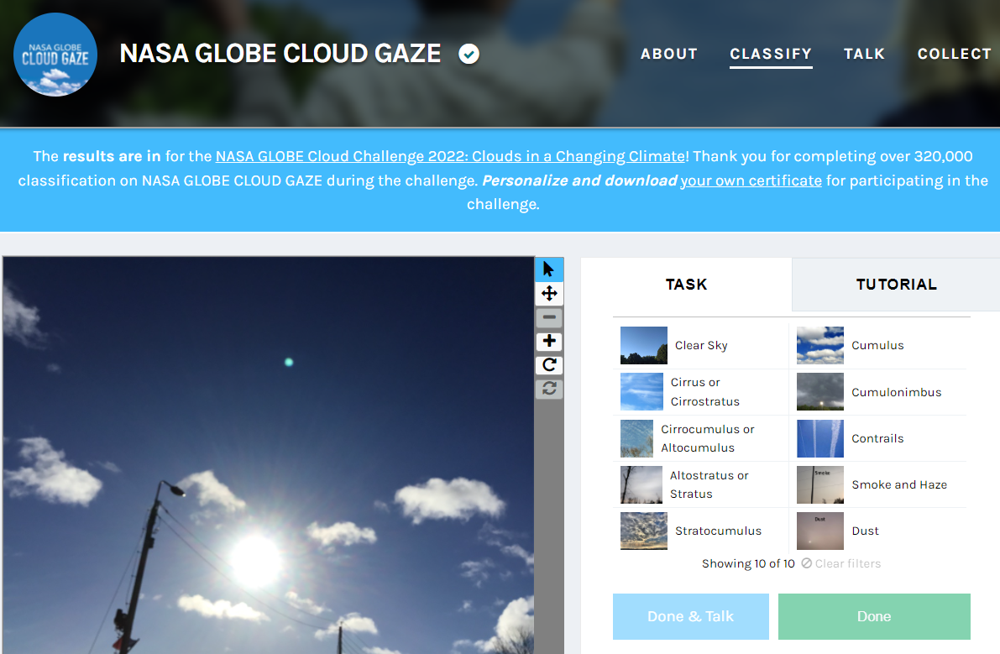 NASA GLOBE
CLOUD GAZE
NASA GLOBE CLOUD GAZE
ABOUT
CLASSIFY
TALK
COLLECT
The results are in for the NASA GLOBE Cloud Challenge 2022: Clouds in a Changing Climate! Thank you for completing over 320,000
classification on NASA GLOBE CLOUD GAZE during the challenge. Personalize and download your own certificate for participating in the
challenge.
TASK
TUTORIAL
Clear Sky
Cumulus
Cirrus or
Cirrostratus
Cumulonimbus
Cirrocumulus or
Altocumulus
Contrails
Altostratus or
Stratus
Smoke
Smoke and Haze
Stratocumulus
Dust
Dust
Showing 10 of 10
Clear filters
Done & Talk
Done